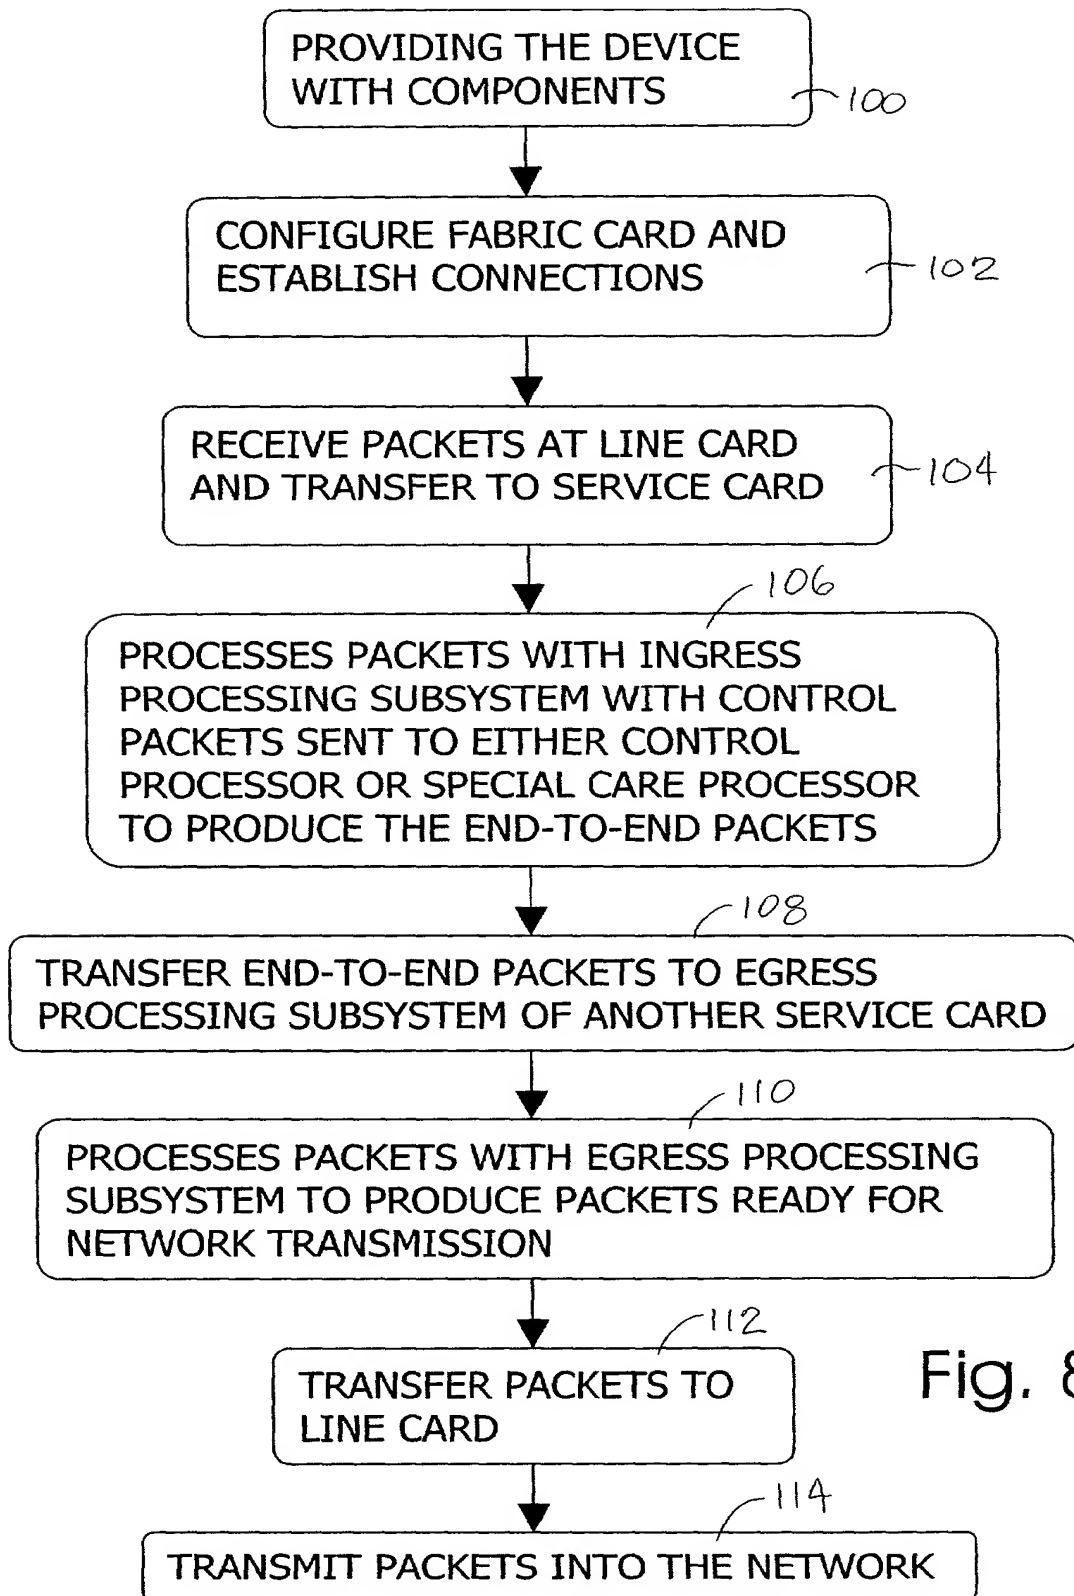 PROVIDING THE DEVICE
WITH COMPONENTS
100
CONFIGURE FABRIC CARD AND
ESTABLISH CONNECTIONS
102
RECEIVE PACKETS AT LINE CARD
AND TRANSFER TO SERVICE CARD
104
106
PROCESSES PACKETS WITH INGRESS
PROCESSING SUBSYSTEM WITH CONTROL
PACKETS SENT TO EITHER CONTROL
PROCESSOR OR SPECIAL CARE PROCESSOR
TO PRODUCE THE END-TO-END PACKETS
108
TRANSFER END-TO-END PACKETS TO EGRESS
PROCESSING SUBSYSTEM OF ANOTHER SERVICE CARD
110
PROCESSES PACKETS WITH EGRESS PROCESSING
SUBSYSTEM TO PRODUCE PACKETS READY FOR
NETWORK TRANSMISSION
112
TRANSFER PACKETS TO
LINE CARD
Fig. 8
114
TRANSMIT PACKETS INTO THE NETWORK